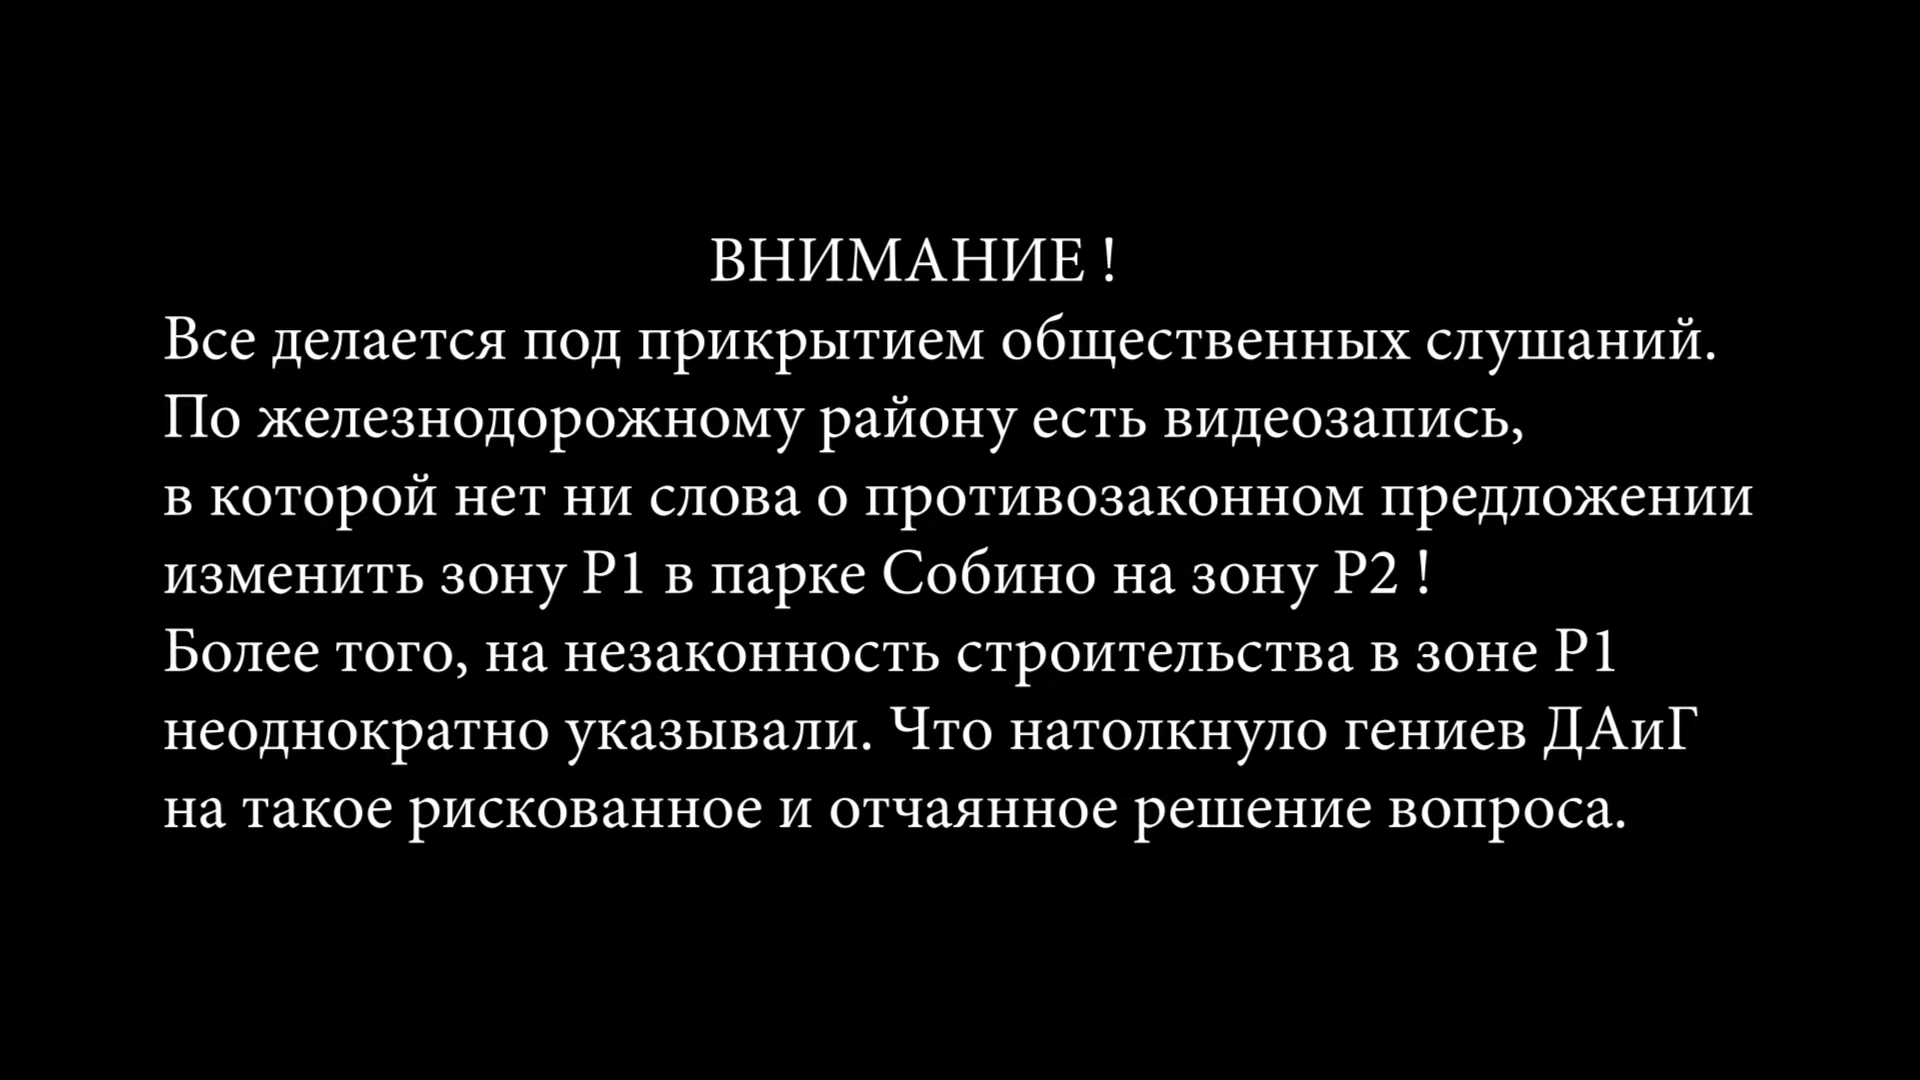 ВНИМАНИЕ !
Все делается под прикрытием общественных слушаний.
По железнодорожному району есть видеозапись,
в которой нет ни слова о противозаконном предложении
изменить зону Р1 в парке Собино на зону Р2 !
Более того, на незаконность строительства в зоне Р1
неоднократно указывали. Что натолкнуло гениев ДАиГ
на такое рискованное и отчаянное решение вопроса.